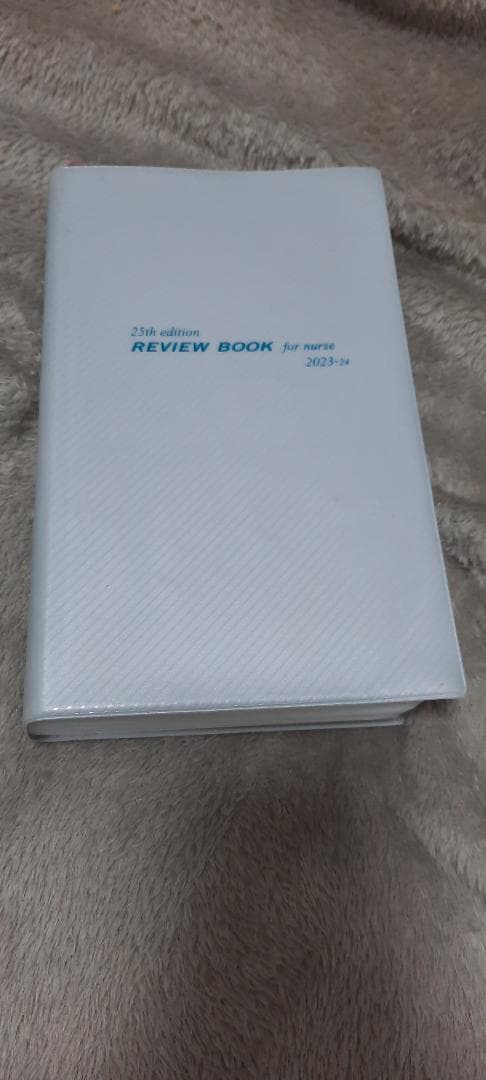 25th edition
REVIEW BOOK for nurse
2023-24